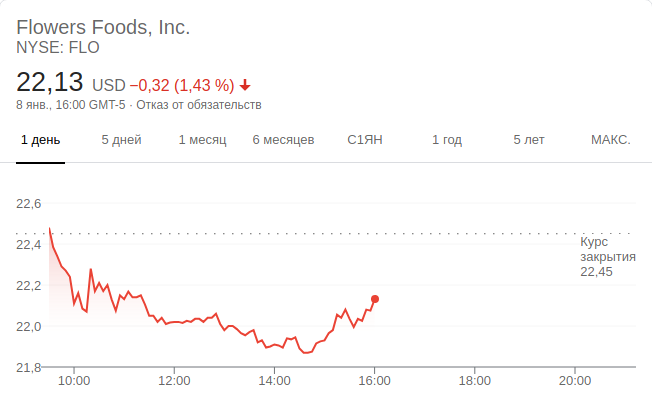 Flowers Foods, Inc.
NYSE: FLO
22,13 USD −0,32 (1,43 %)
8 янв., 16:00 GMT-5 · Отказ от обязательств
1 день 5 дней 1 месяц 6 месяцев С1ЯН 1 год 5 лет МАКС.
22,6
22,4
22,2
22,0
21,8
Курс
закрытия
22,45
10:00 12:00 14:00 16:00 18:00 20:00